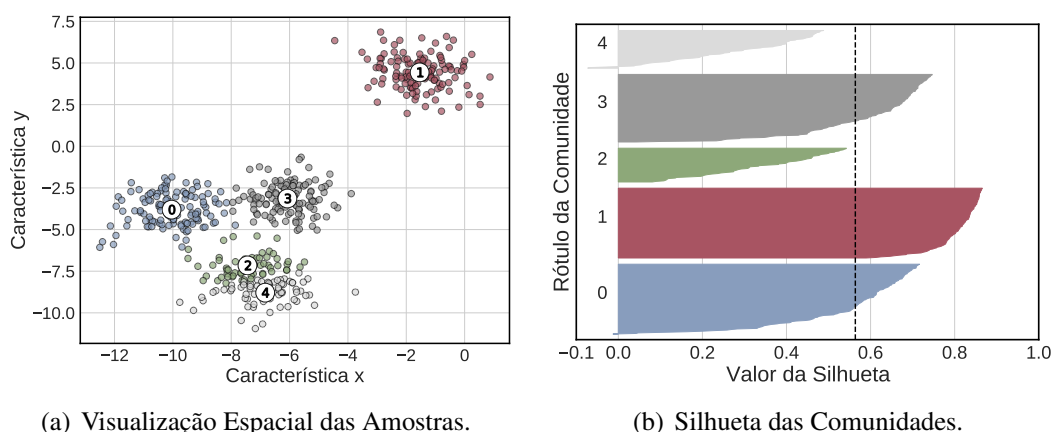 7.5
5.0
2.5
0.0
−2.5
−5.0
−7.5
−10.0
Característica y
1
0
3
2
4
−12 −10 −8 −6 −4 −2 0
Característica x
(a) Visualização Espacial das Amostras.
Rótulo da Comunidade
4
3
2
1
0
−0.1 0.0 0.2 0.4 0.6 0.8 1.0
Valor da Silhueta
(b) Silhueta das Comunidades.